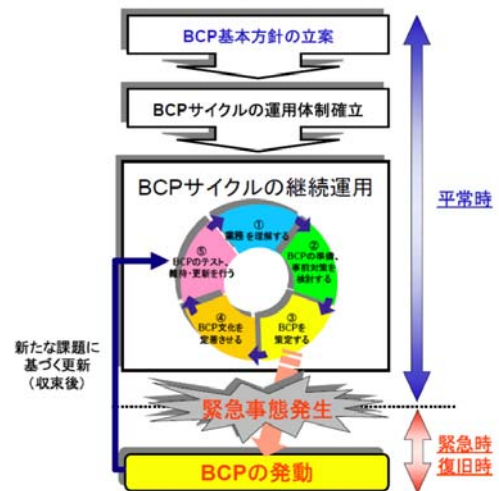 BCP基本方針の立案
BCPサイクルの運用体制確立
BCPサイクルの継続運用
①
業務を理解する
②
BCPの準備、
事前対策を
検討する
③
BCPを
策定する
④
BCP文化を
定着させる
⑤
BCPのテスト、
維持・更新を行う
平常時
新たな課題に
基づく更新
（収束後）
緊急事態発生
緊急時
復旧時
BCPの発動